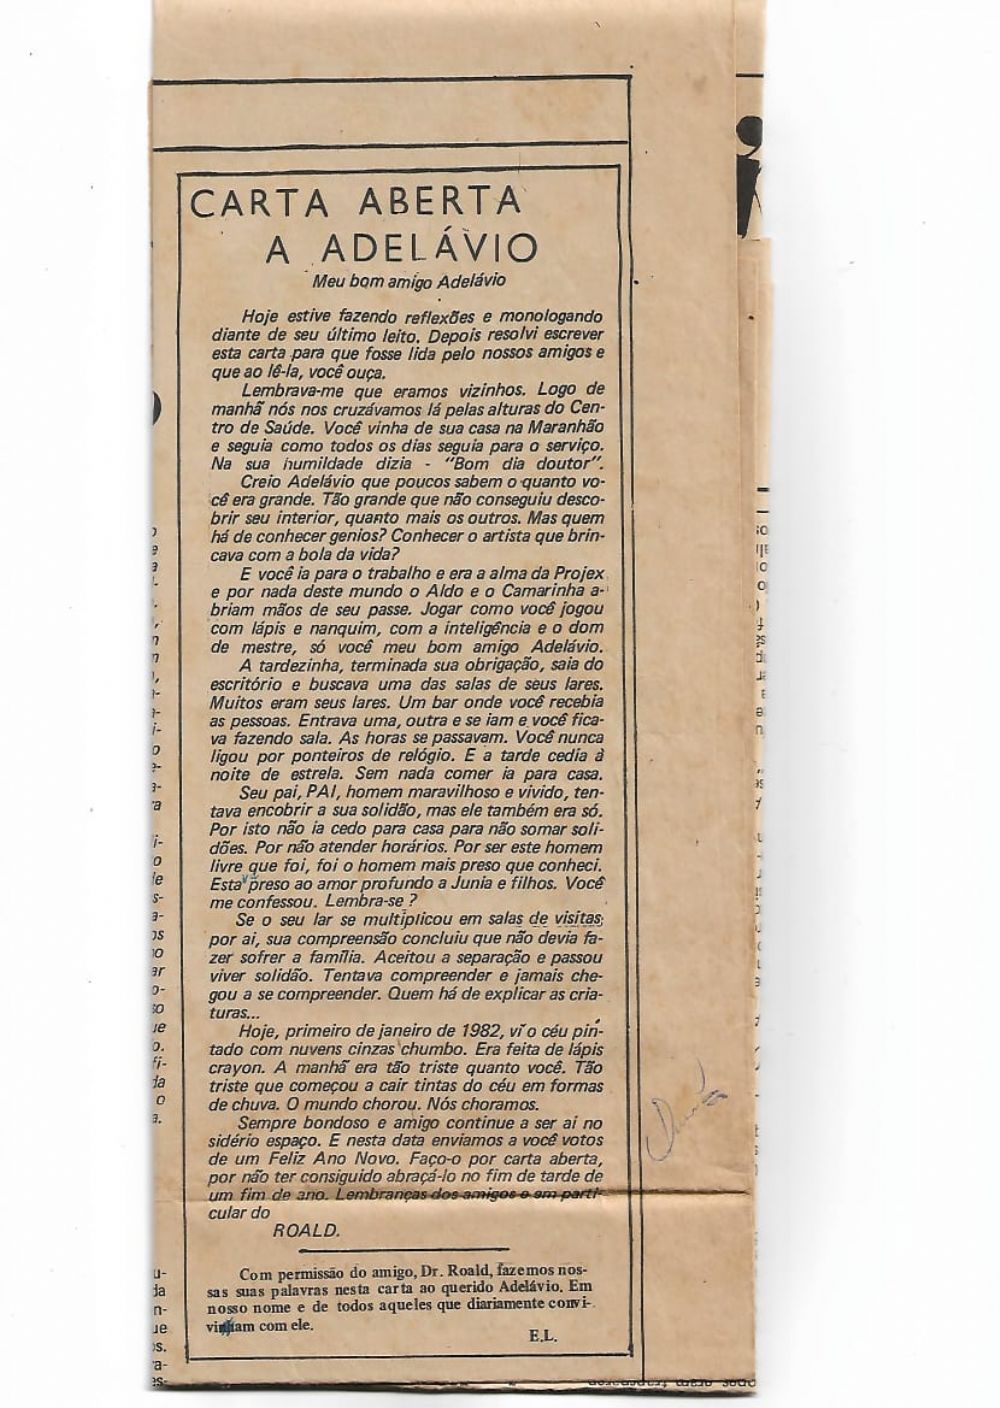 CARTA ABERTA
A ADELÁVIO
Meu bom amigo Adelávio
Hoje estive fazendo reflexões e monologando
diante de seu último leito. Depois resolvi escrever
esta carta para que fosse lida pelo nossos amigos e
que ao lê-la, você ouça.
Lembrava-me que eramos vizinhos. Logo de
manhã nós nos cruzávamos lá pelas alturas do Cen-
tro de Saúde. Você vinha de sua casa na Maranhão
e seguia como todos os dias seguia para o serviço.
Na sua humildade dizia - "Bom dia doutor".
Creio Adelávio que poucos sabem o quanto vo-
cê era grande. Tão grande que não conseguiu desco-
brir seu interior, quanto mais os outros. Mas quem
há de conhecer genios? Conhecer o artista que brin-
cava com a bola da vida?
E você ia para o trabalho e era a alma da Projex
e por nada deste mundo o Aldo e o Camarinha a-
briam mãos de seu passe. Jogar como você jogou
com lápis e nanquim, com a inteligência e o dom
de mestre, só você meu bom amigo Adelávio.
A tardezinha, terminada sua obrigação, saia do
escritório e buscava uma das salas de seus lares.
Muitos eram seus lares. Um bar onde você recebia
as pessoas. Entrava uma, outra e se iam e você fica-
va fazendo sala. As horas se passavam. Você nunca
ligou por ponteiros de relógio. E a tarde cedia à
noite de estrela. Sem nada comer ia para casa.
Seu pai, PAI, homem maravilhoso e vivido, ten-
tava encobrir a sua solidão, mas ele também era só.
Por isto não ia cedo para casa para não somar soli-
dões. Por não atender horários. Por ser este homem
livre que foi, foi o homem mais preso que conheci.
Esta preso ao amor profundo a Junia e filhos. Você
me confessou. Lembra-se ?
Se o seu lar se multiplicou em salas de visitas;
por ai, sua compreensão concluiu que não devia fa-
zer sofrer a família. Aceitou a separação e passou
viver solidão. Tentava compreender e jamais che-
gou a se compreender. Quem há de explicar as cria-
turas...
Hoje, primeiro de janeiro de 1982, vi o céu pin-
tado com nuvens cinzas chumbo. Era feita de lápis
crayon. A manhã era tão triste quanto você. Tão
triste que começou a cair tintas do céu em formas
de chuva. O mundo chorou. Nós choramos.
Sempre bondoso e amigo continue a ser ai no
sidério espaço. E nesta data enviamos a você votos
de um Feliz Ano Novo. Faço-o por carta aberta,
por não ter consiguido abraçá-lo no fim de tarde de
um fim de ano. Lembranças dos amigos e em parti-
cular do
ROALD.
Com permissão do amigo, Dr. Roald, fazemos nos-
sas suas palavras nesta carta ao querido Adelávio. Em
nosso nome e de todos aqueles que diariamente convi-
vinham com ele.
E.L.